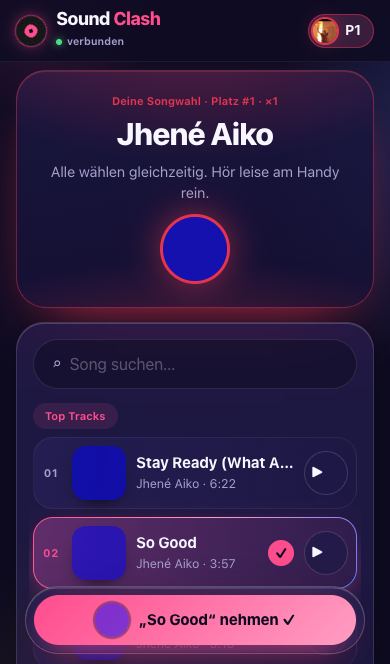 Sound Clash
verbunden
P1
Deine Songwahl · Platz #1 · ×1
Jhené Aiko
Alle wählen gleichzeitig. Hör leise am Handy
rein.
Song suchen...
Top Tracks
01
Stay Ready (What A...
Jhené Aiko · 6:22
02
So Good
Jhené Aiko · 3:57
„So Good“ nehmen ✓